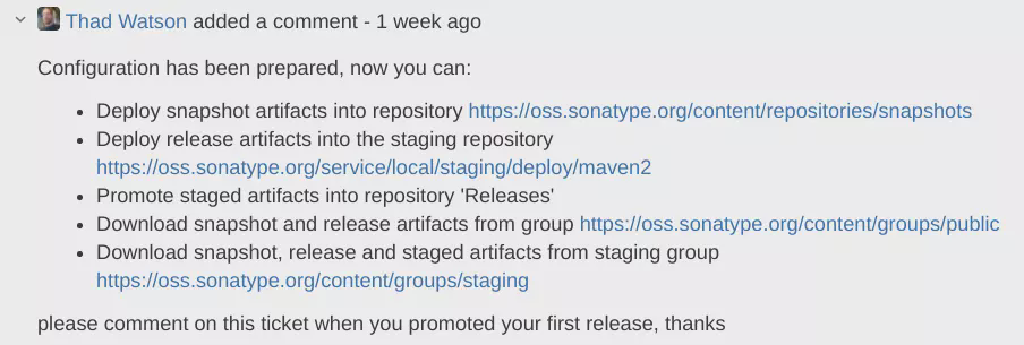 Thad Watson added a comment - 1 week ago
Configuration has been prepared, now you can:
• Deploy snapshot artifacts into repository https://oss.sonatype.org/content/repositories/snapshots
• Deploy release artifacts into the staging repository
https://oss.sonatype.org/service/local/staging/deploy/maven2
• Promote staged artifacts into repository 'Releases'
• Download snapshot and release artifacts from group https://oss.sonatype.org/content/groups/public
• Download snapshot, release and staged artifacts from staging group
https://oss.sonatype.org/content/groups/staging
please comment on this ticket when you promoted your first release, thanks